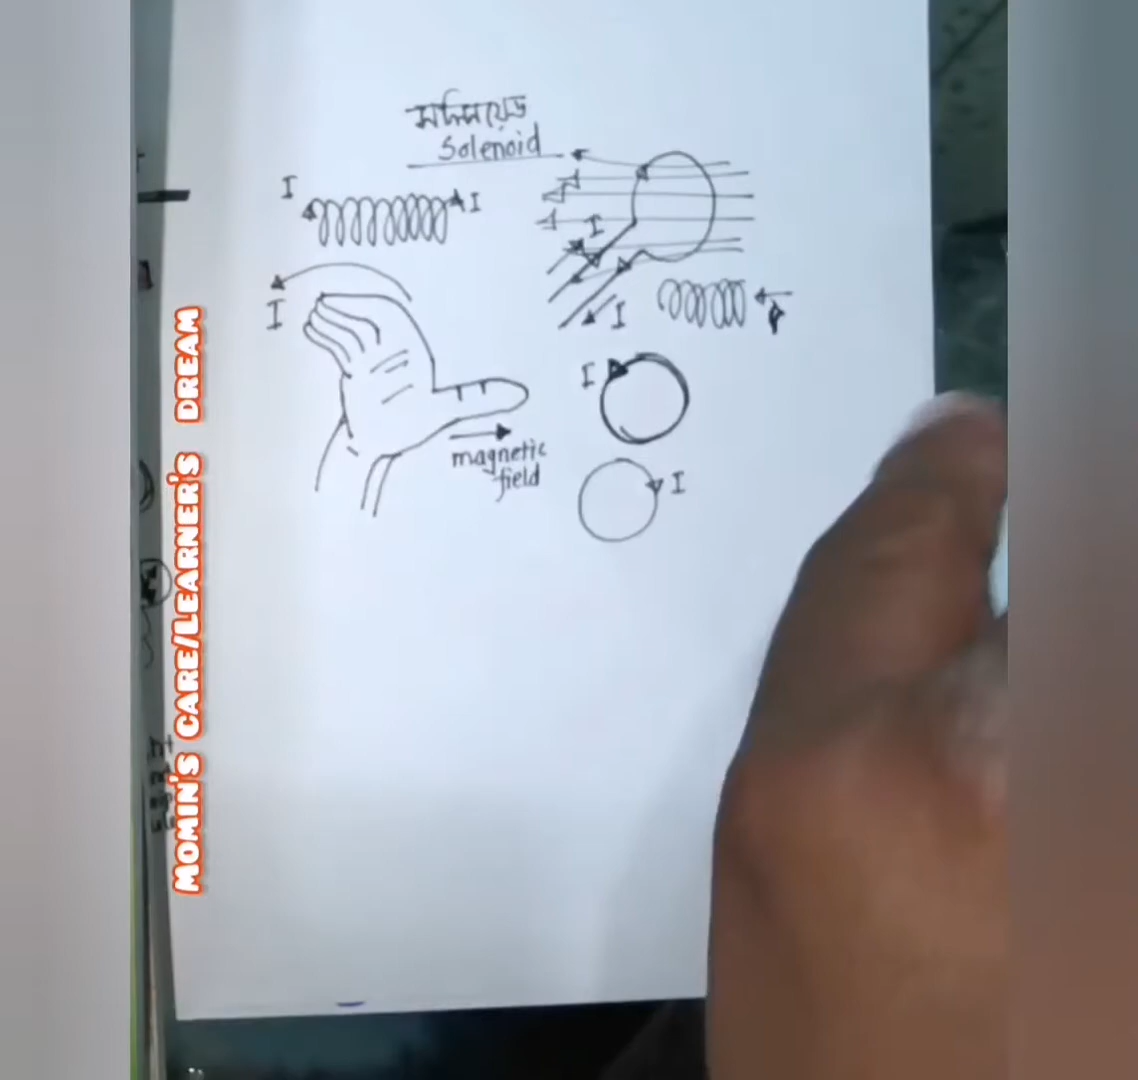 সলিনয়েড
Solenoid
I
I
I
I
I
magnetic
field
I
I
MOMIN'S CARE/LEARNER'S DREAM